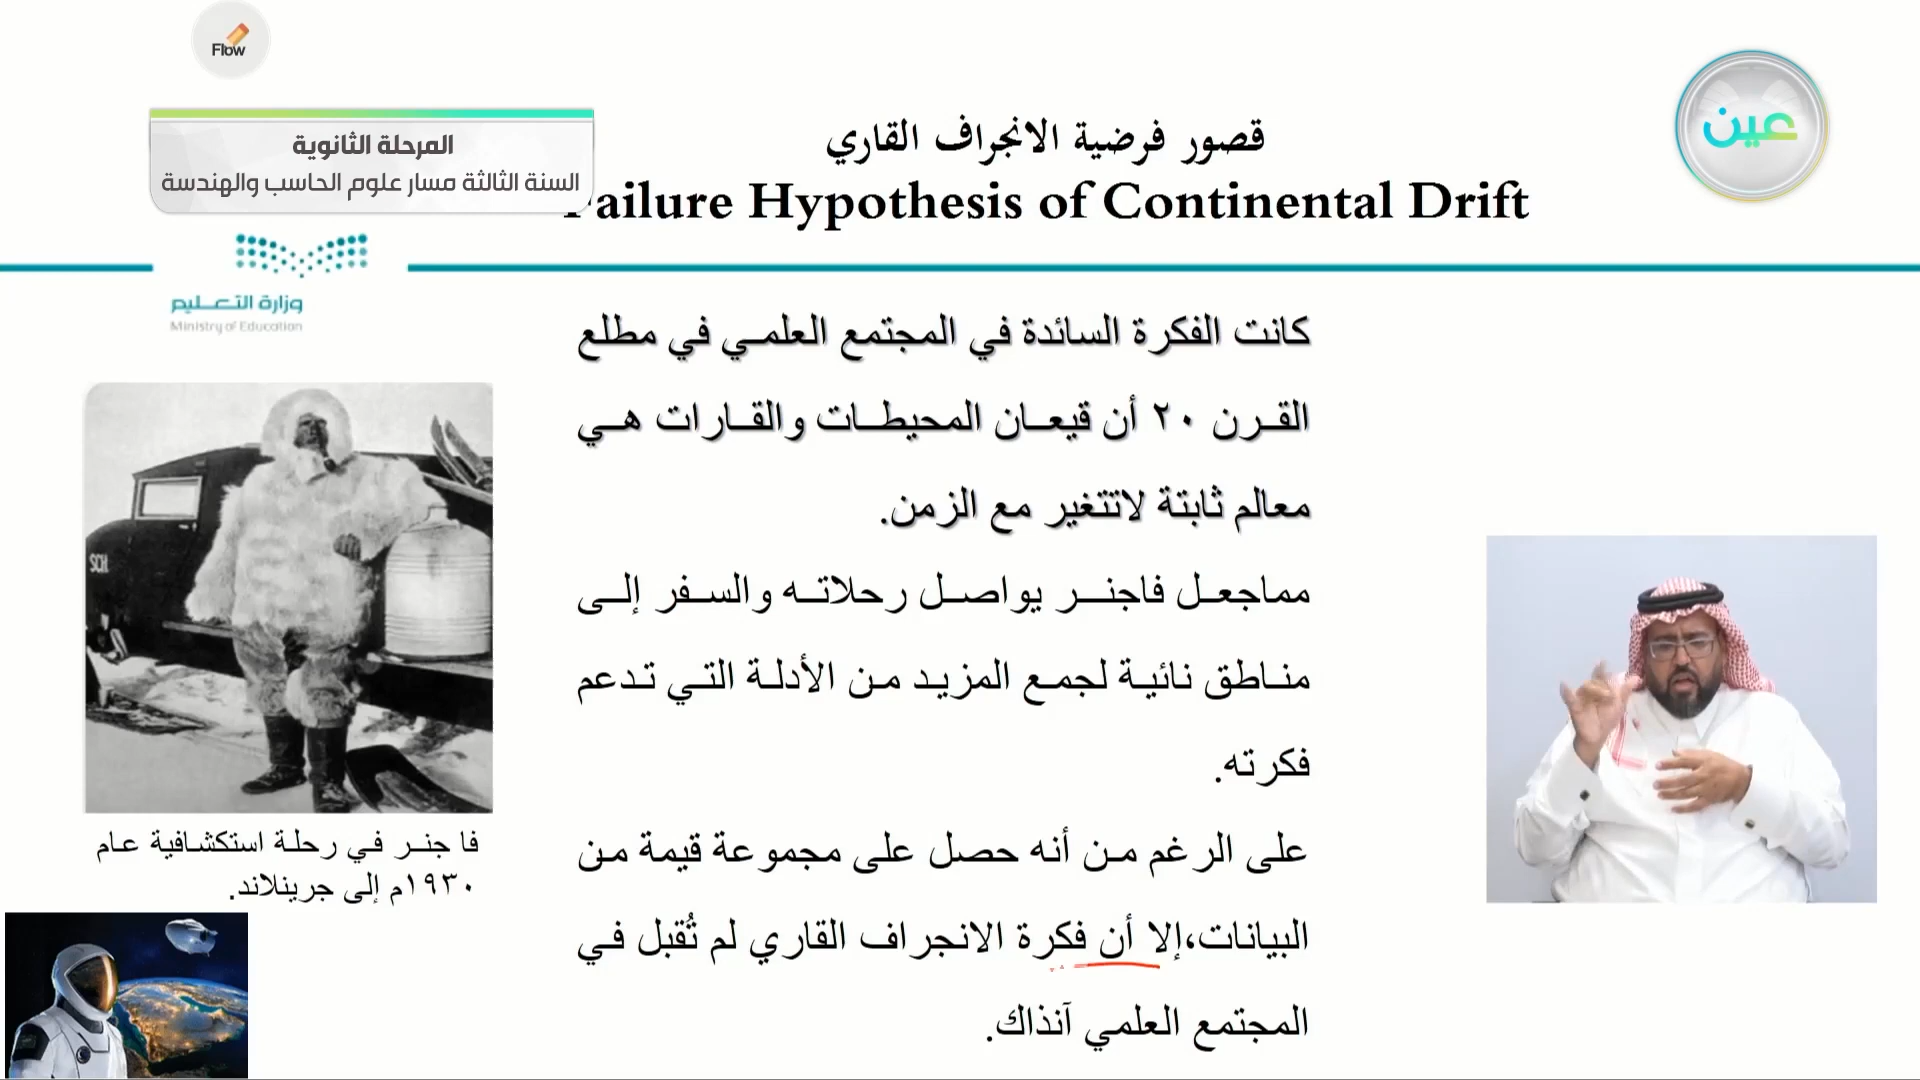 Flow
المرحلة الثانوية
السنة الثالثة مسار علوم الحاسب والهندسة
عين
قصور فرضية الانجراف القاري
Failure Hypothesis of Continental Drift
وزارة التعـــليم
Ministry of Education
كانت الفكرة السائدة في المجتمع العلمي في مطلع
القرن ٢٠ أن قيعان المحيطات والقارات هي
معالم ثابتة لاتتغير مع الزمن.
مماجعل فاجنر يواصل رحلاته والسفر إلى
مناطق نائية لجمع المزيد من الأدلة التي تدعم
فكرته.
على الرغم من أنه حصل على مجموعة قيمة من
البيانات،إلا أن فكرة الانجراف القاري لم تُقبل في
المجتمع العلمي آنذاك.
SCH
فا جنر في رحلة استكشافية عام
١٩٣٠م إلى جرينلاند.